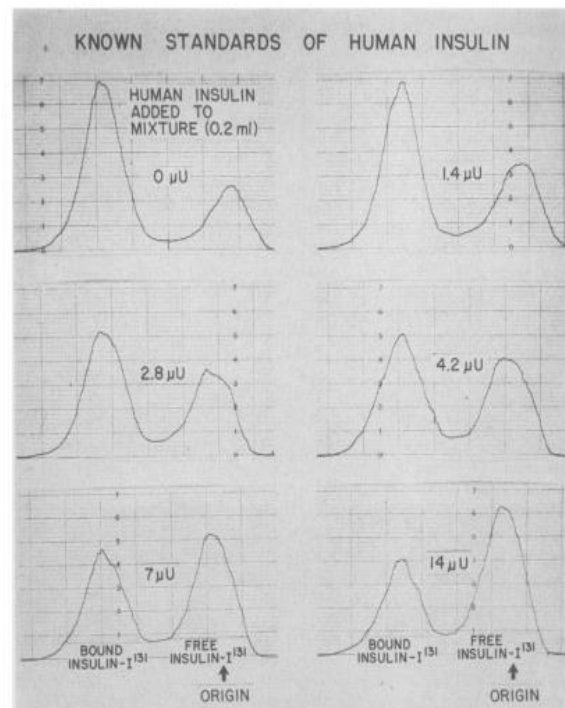 KNOWN STANDARDS OF HUMAN INSULIN
HUMAN INSULIN
ADDED TO
MIXTURE (0.2 ml)
0 μU
1.4 μU
2.8 μU
4.2 μU
7 μU
14 μU
BOUND
INSULIN-I¹³¹
FREE
INSULIN-I¹³¹
ORIGIN
BOUND
INSULIN-I¹³¹
FREE
INSULIN-I¹³¹
ORIGIN